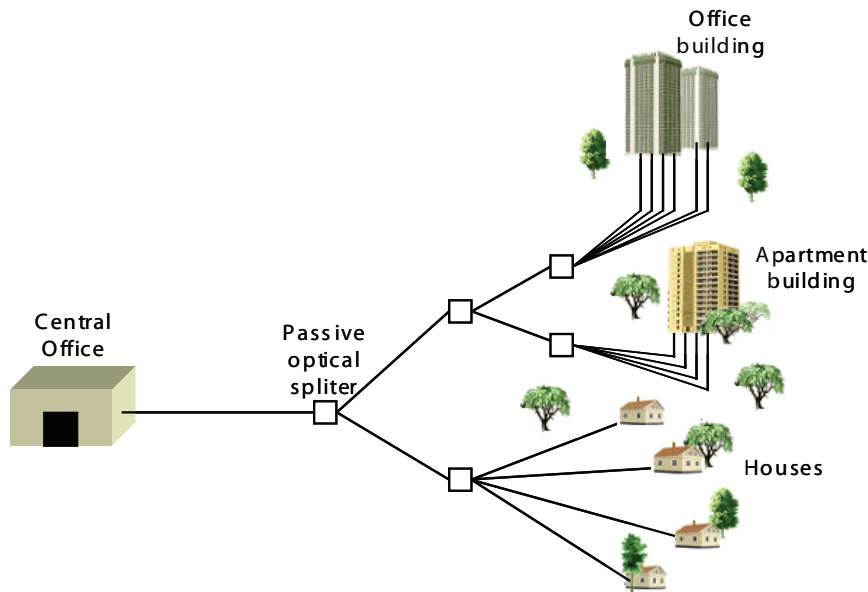 Office
building
Apartment
building
Central
Office
Passive
optical
spliter
Houses